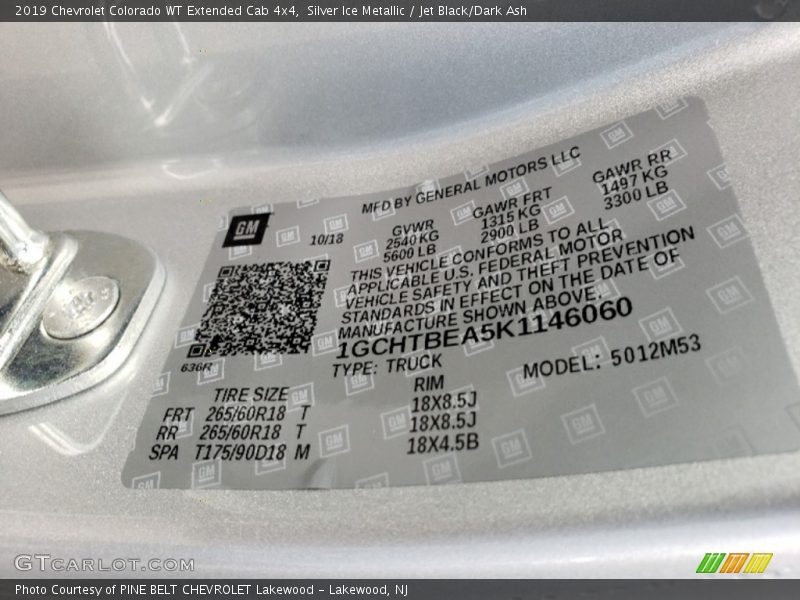 2019 Chevrolet Colorado WT Extended Cab 4x4,  Silver Ice Metallic / Jet Black/Dark Ash
MFD BY GENERAL MOTORS LLC
GM
10/18
GVWR GAWR FRT GAWR RR
2540 KG 1315 KG 1497 KG
5600 LB 2900 LB 3300 LB
THIS VEHICLE CONFORMS TO ALL
APPLICABLE U.S. FEDERAL MOTOR
VEHICLE SAFETY AND THEFT PREVENTION
STANDARDS IN EFFECT ON THE DATE OF
MANUFACTURE SHOWN ABOVE.
1GCHTBEA5K1146060
636R
TYPE: TRUCK MODEL: 5012M53
TIRE SIZE RIM
FRT 265/60R18 T 18X8.5J
RR 265/60R18 T 18X8.5J
SPA T175/90D18 M 18X4.5B
GTCARLOT.COM
Photo Courtesy of PINE BELT CHEVROLET Lakewood - Lakewood, NJ